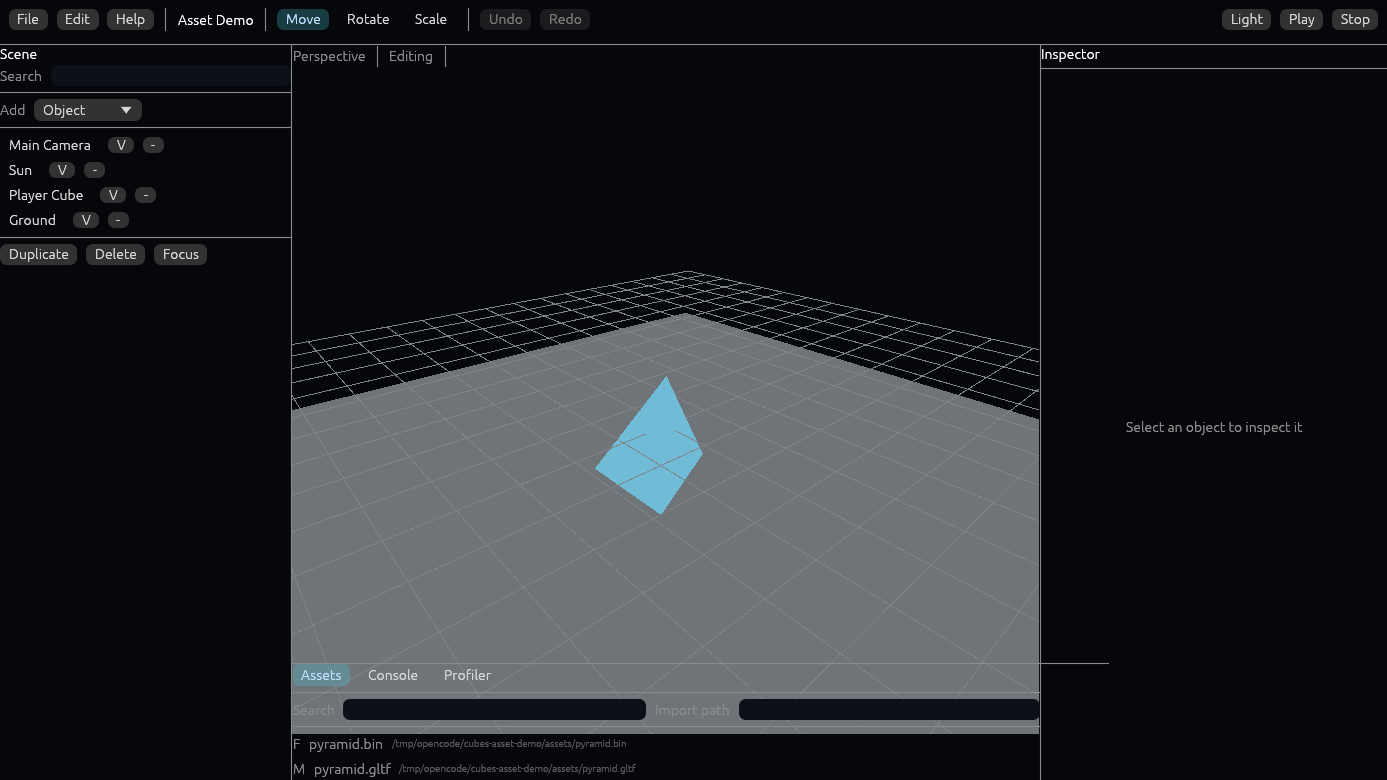 File Edit Help Asset Demo Move Rotate Scale Undo Redo Light Play Stop
Scene
Search
Add Object
Main Camera V -
Sun V -
Player Cube V -
Ground V -
Duplicate Delete Focus
Perspective Editing
Assets Console Profiler
Search Import path
F pyramid.bin /tmp/opencode/cubes-asset-demo/assets/pyramid.bin
M pyramid.gltf /tmp/opencode/cubes-asset-demo/assets/pyramid.gltf
Inspector
Select an object to inspect it